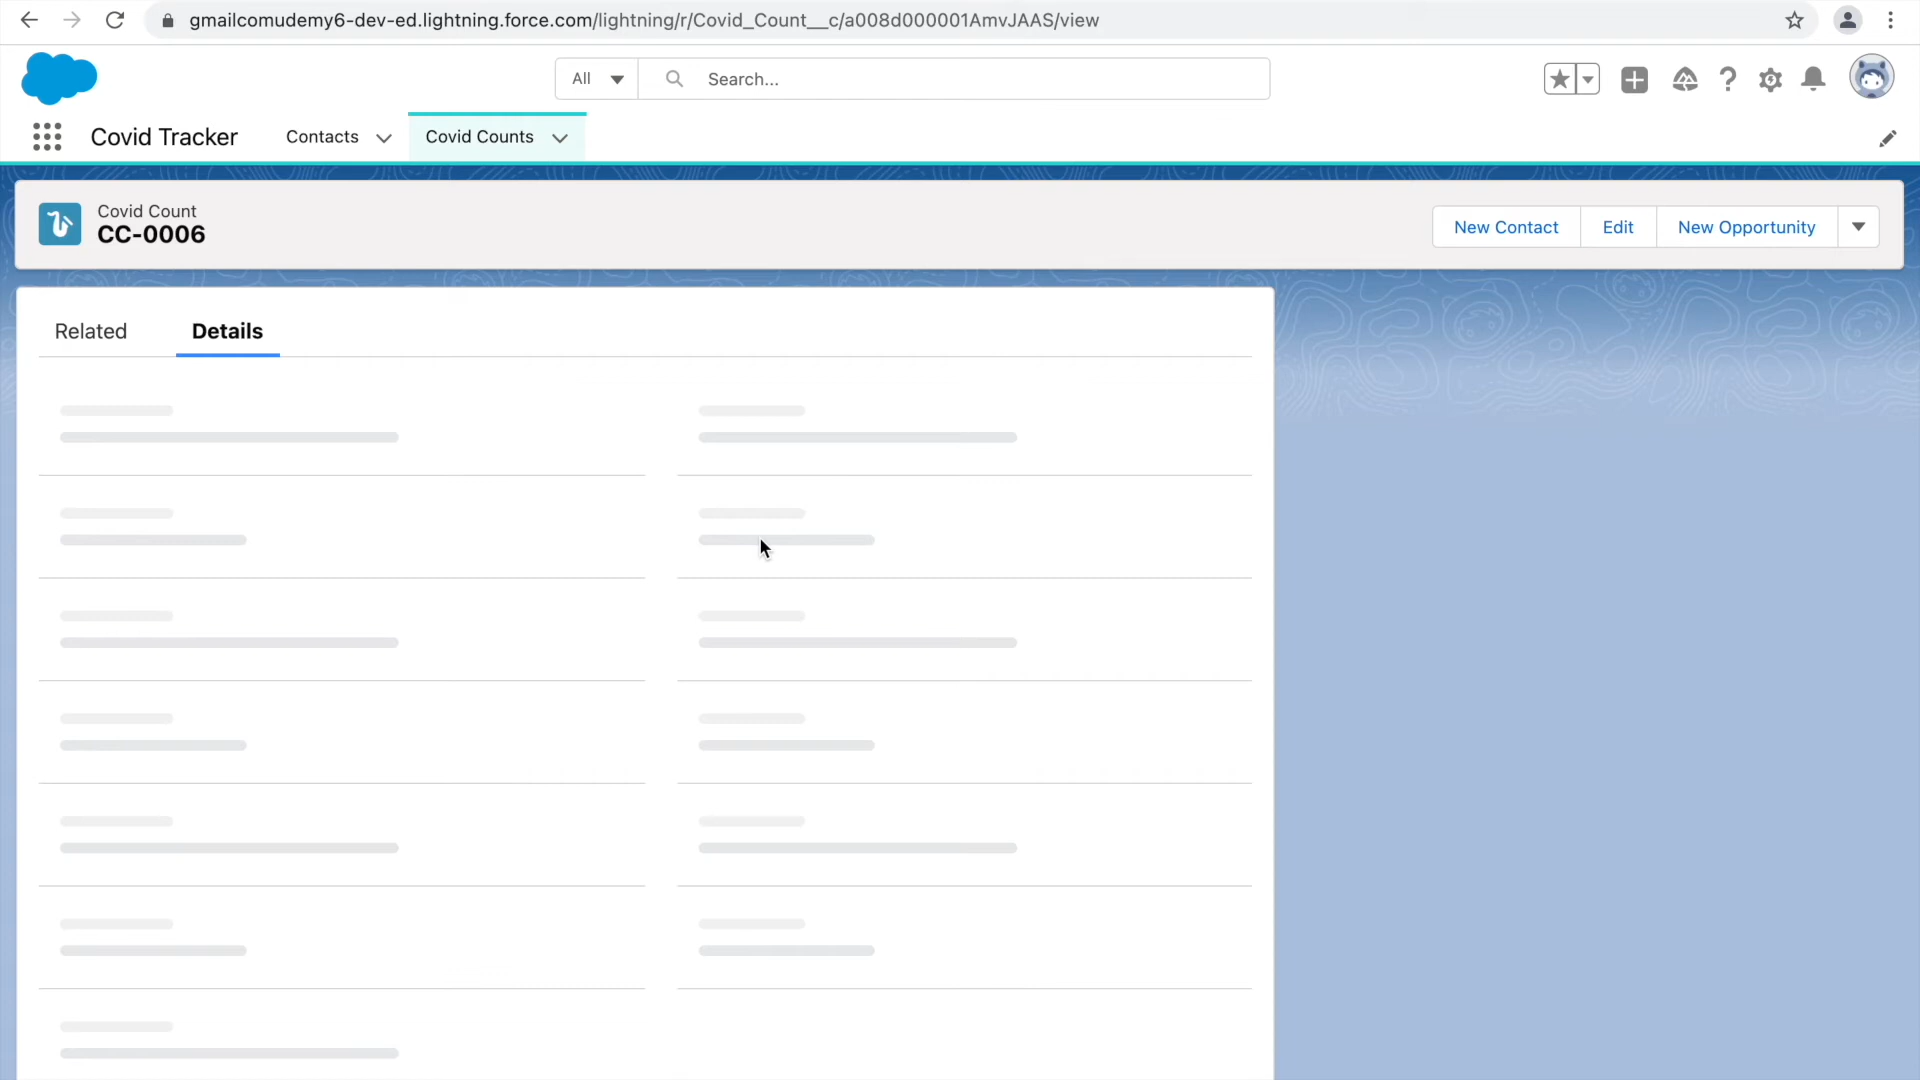 gmailcomudemy6-dev-ed.lightning.force.com/lightning/r/Covid_Count__c/a008d000001AmvJAAS/view
All Search...
Covid Tracker Contacts Covid Counts
Covid Count
CC-0006
New Contact Edit New Opportunity
Related Details